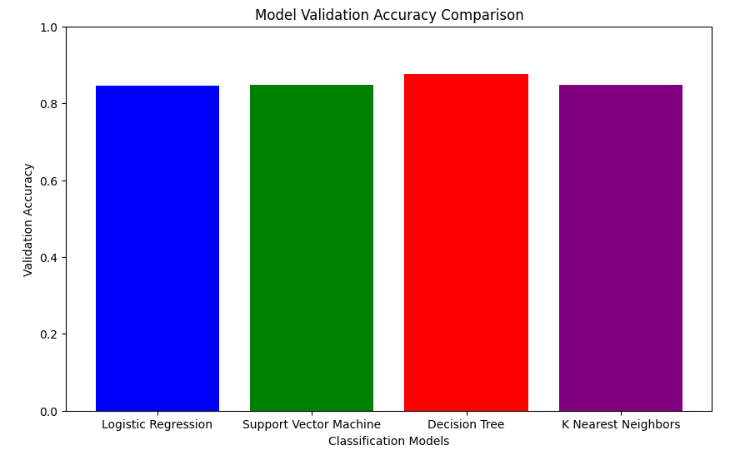 Model Validation Accuracy Comparison
1.0
0.8
0.6
0.4
0.2
0.0
Validation Accuracy
Logistic Regression
Support Vector Machine
Decision Tree
K Nearest Neighbors
Classification Models